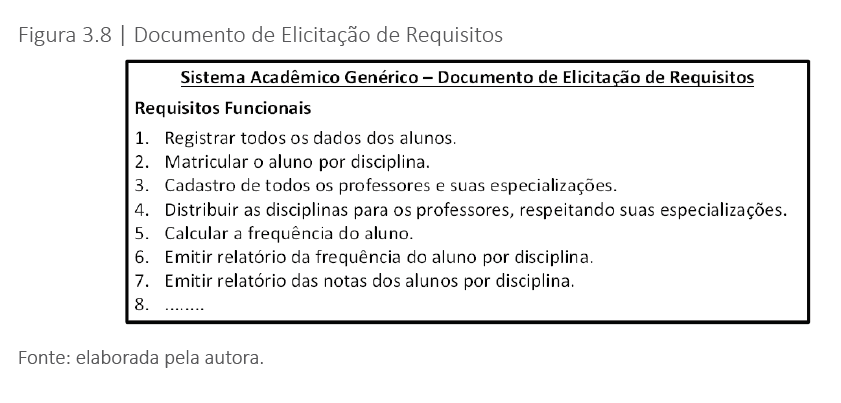 Figura 3.8 | Documento de Elicitação de Requisitos
Sistema Acadêmico Genérico – Documento de Elicitação de Requisitos
Requisitos Funcionais
1. Registrar todos os dados dos alunos.
2. Matricular o aluno por disciplina.
3. Cadastro de todos os professores e suas especializações.
4. Distribuir as disciplinas para os professores, respeitando suas especializações.
5. Calcular a frequência do aluno.
6. Emitir relatório da frequência do aluno por disciplina.
7. Emitir relatório das notas dos alunos por disciplina.
8. ........
Fonte: elaborada pela autora.